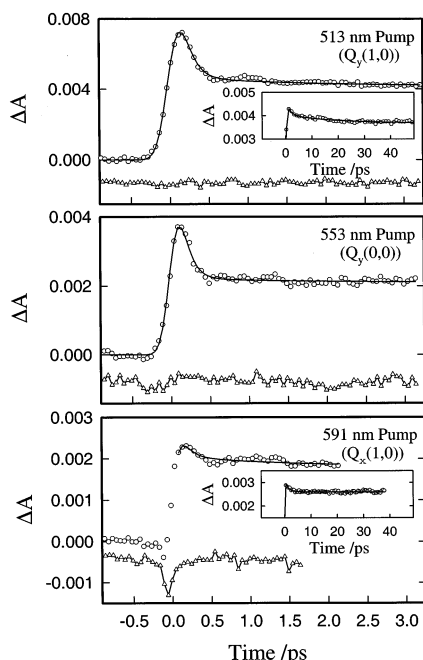 0.008
513 nm Pump
(Qy(1,0))
0.004
ΔA
0.005
0.004
0.003
ΔA
0 10 20 30 40
Time /ps
0.000
0.004
553 nm Pump
(Qy(0,0))
ΔA
0.002
0.000
0.003
591 nm Pump
(Qx(1,0))
0.002
ΔA
0.003
0.002
ΔA
0 10 20 30 40
Time /ps
0.001
0.000
-0.001
-0.5 0.0 0.5 1.0 1.5 2.0 2.5 3.0
Time /ps